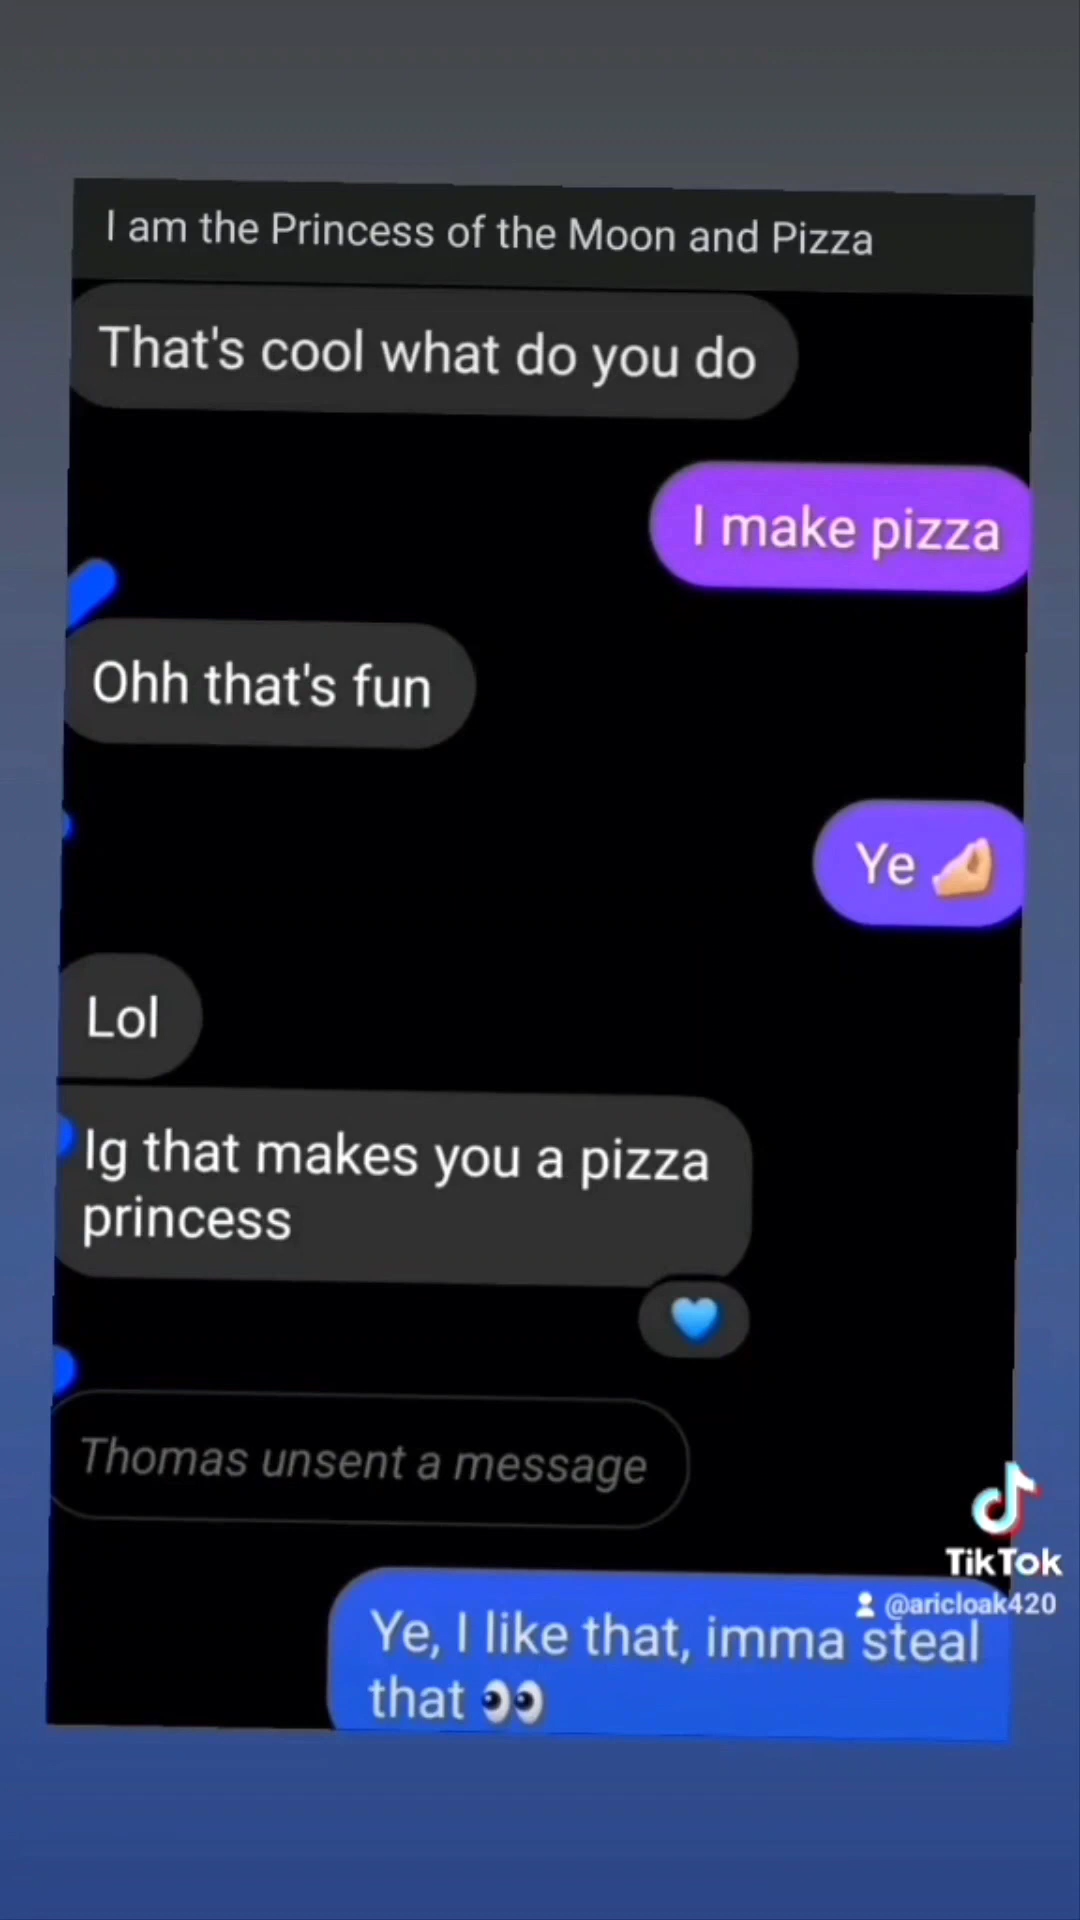 I am the Princess of the Moon and Pizza
That's cool what do you do
I make pizza
Ohh that's fun
Ye 🤌🏼
Lol
Ig that makes you a pizza
princess
💙
Thomas unsent a message
TikTok
@aricloak420
Ye, I like that, imma steal
that 👀